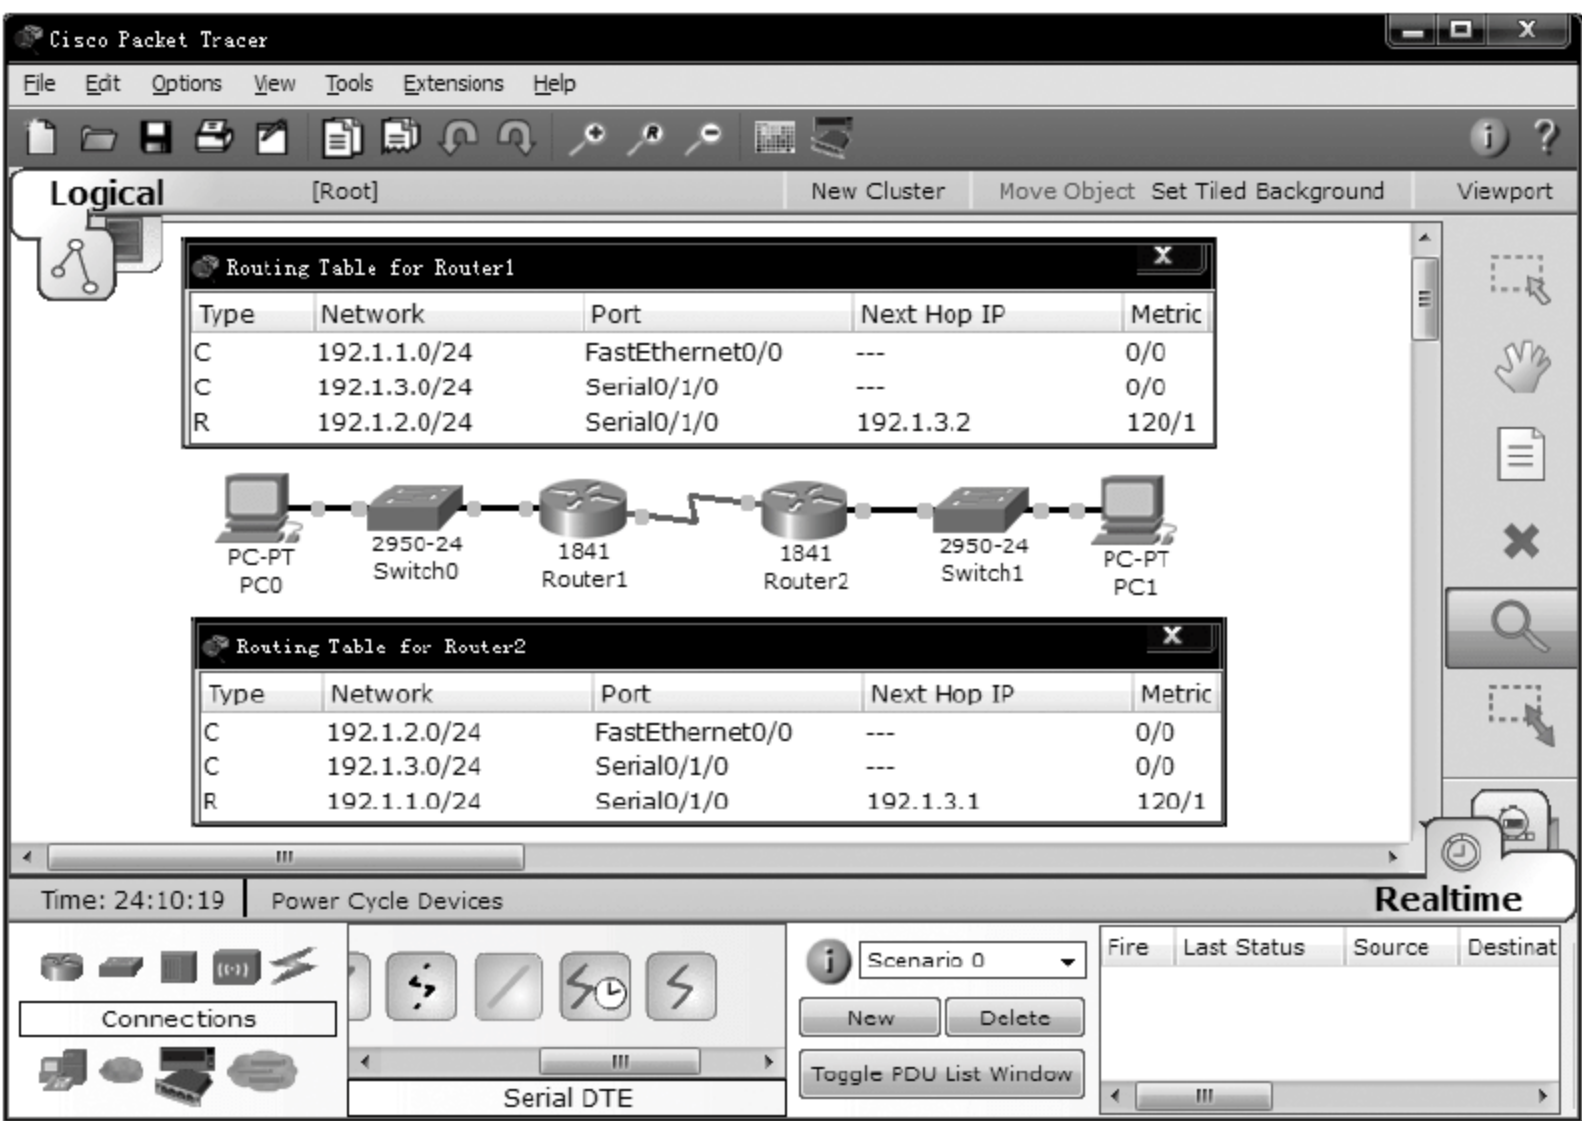 Cisco Packet Tracer
File Edit Options View Tools Extensions Help
Logical [Root] New Cluster Move Object Set Tiled Background Viewport
Routing Table for Router1
Type Network Port Next Hop IP Metric
C 192.1.1.0/24 FastEthernet0/0 --- 0/0
C 192.1.3.0/24 Serial0/1/0 --- 0/0
R 192.1.2.0/24 Serial0/1/0 192.1.3.2 120/1
PC-PT
PC0
2950-24
Switch0
1841
Router1
1841
Router2
2950-24
Switch1
PC-PT
PC1
Routing Table for Router2
Type Network Port Next Hop IP Metric
C 192.1.2.0/24 FastEthernet0/0 --- 0/0
C 192.1.3.0/24 Serial0/1/0 --- 0/0
R 192.1.1.0/24 Serial0/1/0 192.1.3.1 120/1
Time: 24:10:19 Power Cycle Devices Realtime
Connections
Serial DTE
Scenario 0
New Delete
Toggle PDU List Window
Fire Last Status Source Destinat